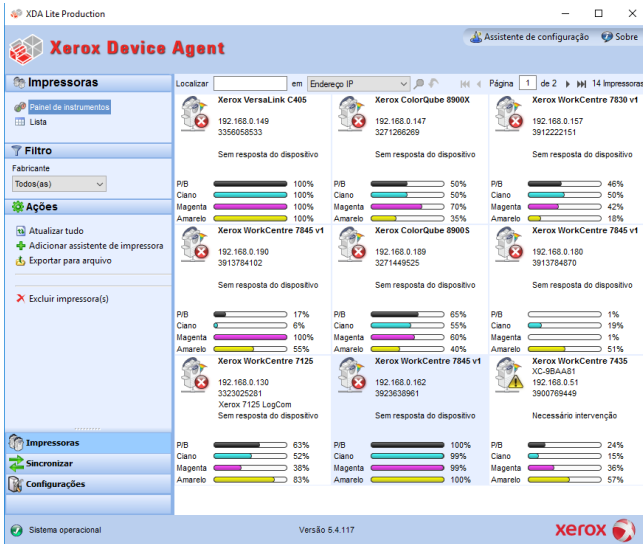 XDA Lite Production
Xerox Device Agent
Assistente de configuração
Sobre
Impressoras
Painel de instrumentos
Lista
Filtro
Fabricante
Todos(as)
Ações
Atualizar tudo
Adicionar assistente de impressora
Exportar para arquivo
Excluir impressora(s)
Impressoras
Sincronizar
Configurações
Localizar em Endereço IP Página 1 de 2 14 Impressoras
Xerox VersaLink C405
192.168.0.149
3356058533
Sem resposta do dispositivo
P/B 100%
Ciano 100%
Magenta 100%
Amarelo 100%
Xerox ColorQube 8900X
192.168.0.147
3271266269
Sem resposta do dispositivo
P/B 50%
Ciano 50%
Magenta 70%
Amarelo 35%
Xerox WorkCentre 7830 v1
192.168.0.157
3912222151
Sem resposta do dispositivo
P/B 46%
Ciano 50%
Magenta 42%
Amarelo 18%
Xerox WorkCentre 7845 v1
192.168.0.190
3913784102
Sem resposta do dispositivo
P/B 17%
Ciano 6%
Magenta 100%
Amarelo 55%
Xerox ColorQube 8900S
192.168.0.189
3271449525
Sem resposta do dispositivo
P/B 65%
Ciano 55%
Magenta 60%
Amarelo 40%
Xerox WorkCentre 7845 v1
192.168.0.180
3913784870
Sem resposta do dispositivo
P/B 1%
Ciano 19%
Magenta 1%
Amarelo 51%
Xerox WorkCentre 7125
192.168.0.130
3323025281
Xerox 7125 LogCom
Sem resposta do dispositivo
P/B 63%
Ciano 52%
Magenta 38%
Amarelo 83%
Xerox WorkCentre 7845 v1
192.168.0.162
3923638961
Sem resposta do dispositivo
P/B 100%
Ciano 99%
Magenta 99%
Amarelo 100%
Xerox WorkCentre 7435
XC-9BAA81
192.168.0.51
3900769449
Necessário intervenção
P/B 24%
Ciano 15%
Magenta 36%
Amarelo 57%
Sistema operacional
Versão 5.4.117
xerox